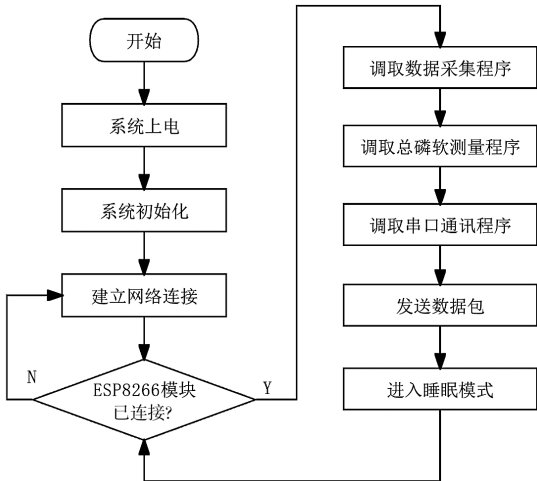 开始
系统上电
系统初始化
建立网络连接
N
ESP8266模块
已连接?
Y
调取数据采集程序
调取总磷软测量程序
调取串口通讯程序
发送数据包
进入睡眠模式